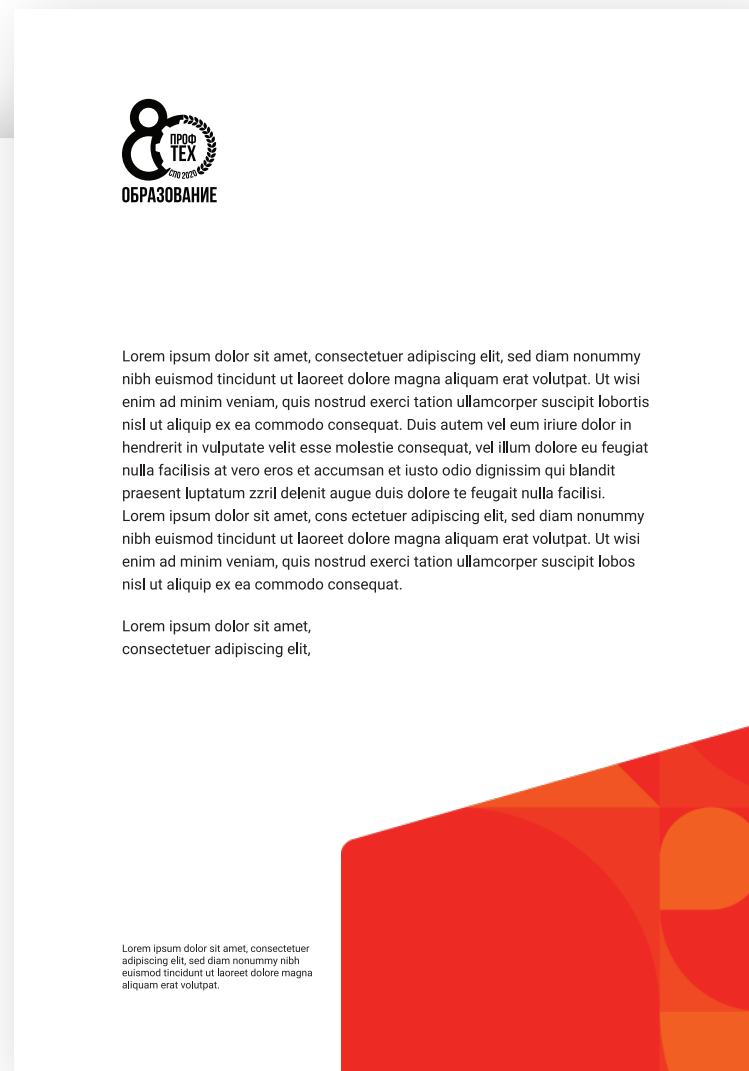 80
ПРОФ
ТЕХ
СПО 2020
ОБРАЗОВАНИЕ
Lorem ipsum dolor sit amet, consectetuer adipiscing elit, sed diam nonummy
nibh euismod tincidunt ut laoreet dolore magna aliquam erat volutpat. Ut wisi
enim ad minim veniam, quis nostrud exerci tation ullamcorper suscipit lobortis
nisl ut aliquip ex ea commodo consequat. Duis autem vel eum iriure dolor in
hendrerit in vulputate velit esse molestie consequat, vel illum dolore eu feugiat
nulla facilisis at vero eros et accumsan et iusto odio dignissim qui blandit
praesent luptatum zzril delenit augue duis dolore te feugait nulla facilisi.
Lorem ipsum dolor sit amet, cons ectetuer adipiscing elit, sed diam nonummy
nibh euismod tincidunt ut laoreet dolore magna aliquam erat volutpat. Ut wisi
enim ad minim veniam, quis nostrud exerci tation ullamcorper suscipit lobos
nisl ut aliquip ex ea commodo consequat.
Lorem ipsum dolor sit amet,
consectetuer adipiscing elit,
Lorem ipsum dolor sit amet, consectetuer
adipiscing elit, sed diam nonummy nibh
euismod tincidunt ut laoreet dolore magna
aliquam erat volutpat.